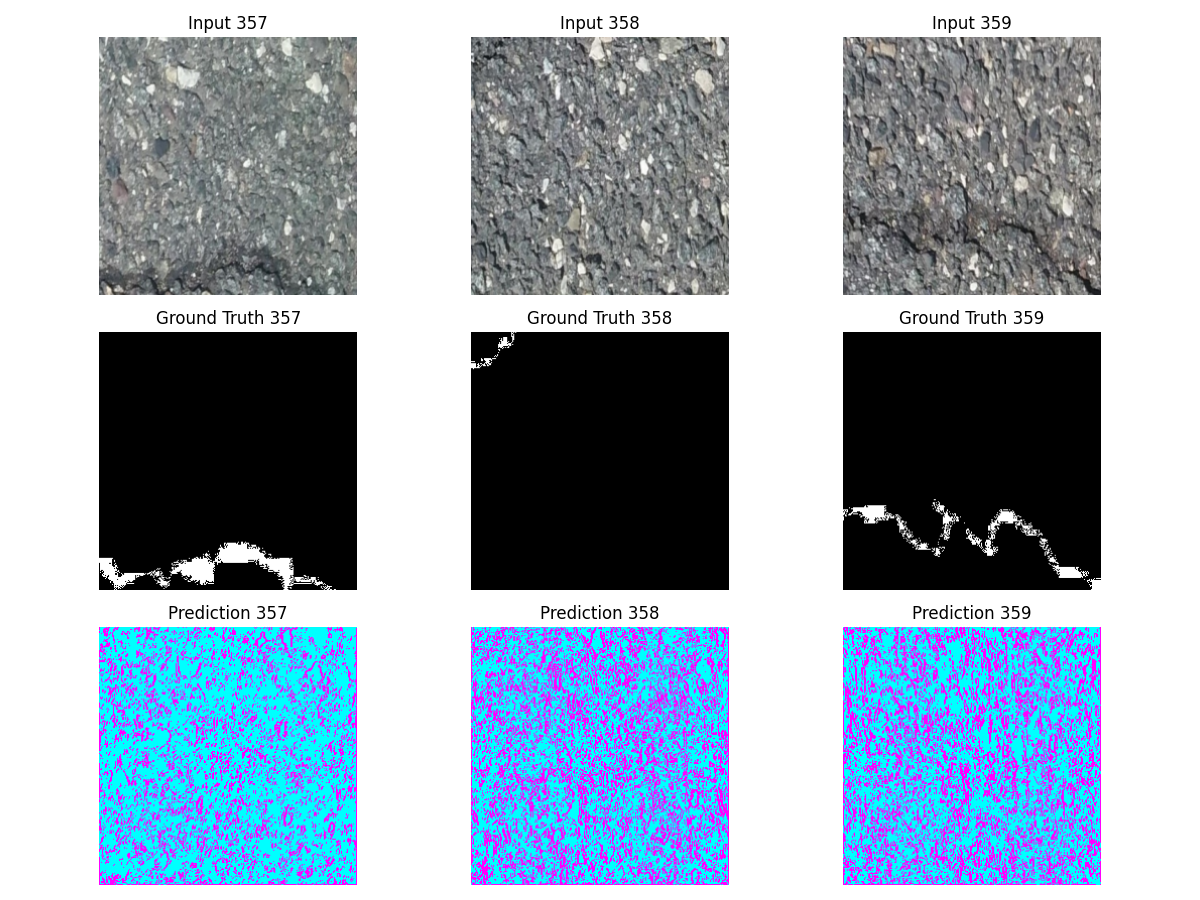 Input 357
Input 358
Input 359
Ground Truth 357
Ground Truth 358
Ground Truth 359
Prediction 357
Prediction 358
Prediction 359